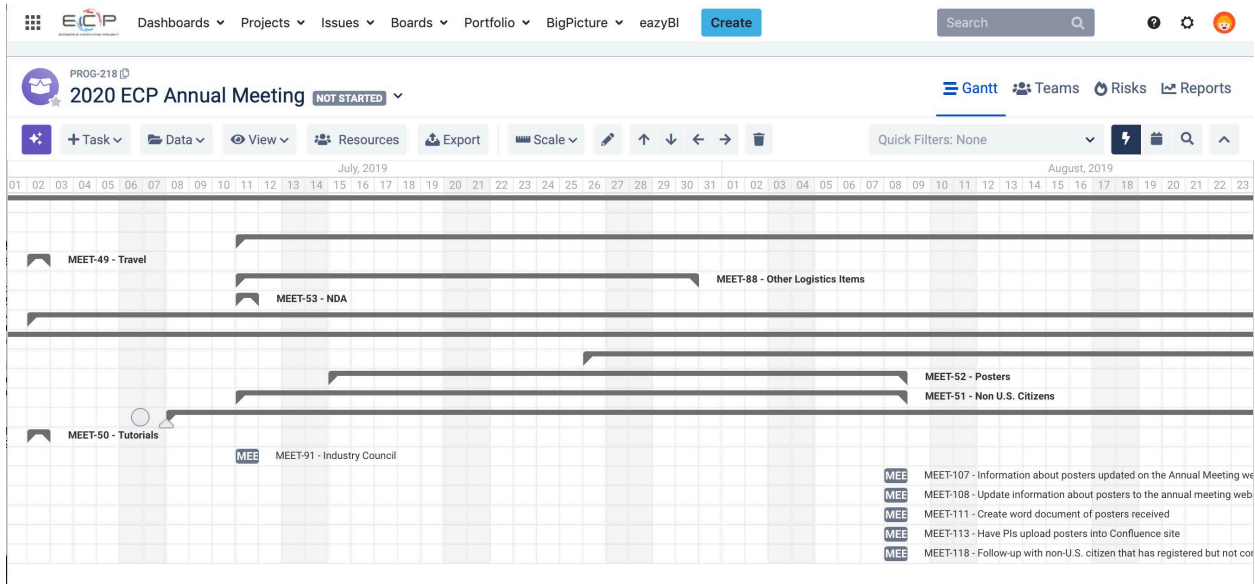 ECP Dashboards Projects Issues Boards Portfolio BigPicture eazyBI Create Search
EXASCALE COMPUTING PROJECT
PROG-218
2020 ECP Annual Meeting NOT STARTED
Gantt Teams Risks Reports
+ Task Data View Resources Export Scale Quick Filters: None
July, 2019 August, 2019
01 02 03 04 05 06 07 08 09 10 11 12 13 14 15 16 17 18 19 20 21 22 23 24 25 26 27 28 29 30 31 01 02 03 04 05 06 07 08 09 10 11 12 13 14 15 16 17 18 19 20 21 22 23
MEET-49 - Travel
MEET-88 - Other Logistics Items
MEET-53 - NDA
MEET-52 - Posters
MEET-51 - Non U.S. Citizens
MEET-50 - Tutorials
MEE MEET-91 - Industry Council
MEE MEET-107 - Information about posters updated on the Annual Meeting we
MEE MEET-108 - Update information about posters to the annual meeting web
MEE MEET-111 - Create word document of posters received
MEE MEET-113 - Have PIs upload posters into Confluence site
MEE MEET-118 - Follow-up with non-U.S. citizen that has registered but not co